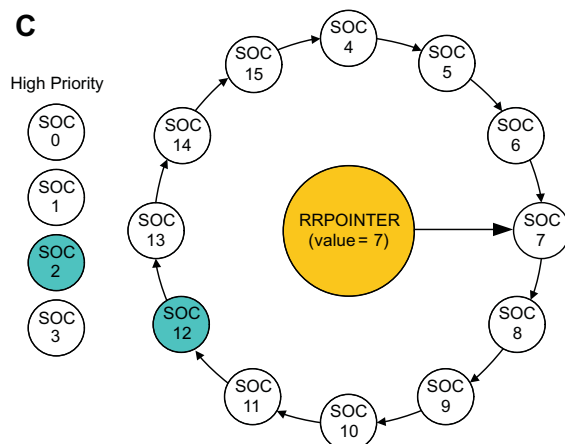 C
High Priority
SOC
0
SOC
1
SOC
2
SOC
3
SOC
4
SOC
5
SOC
6
SOC
7
SOC
8
SOC
9
SOC
10
SOC
11
SOC
12
SOC
13
SOC
14
SOC
15
RRPOINTER
(value = 7)